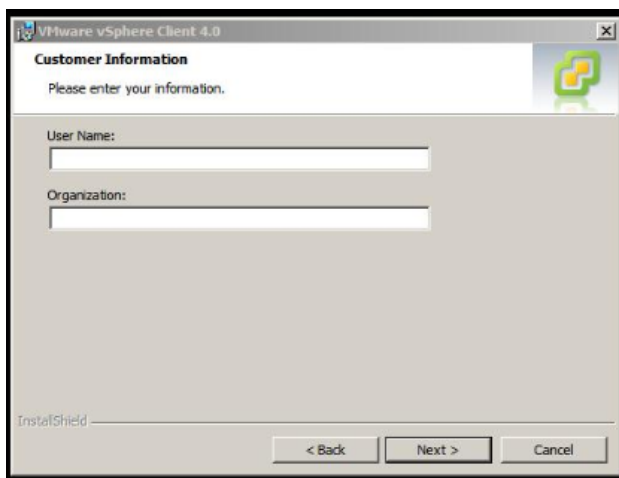 VMware vSphere Client 4.0
Customer Information
Please enter your information.
User Name:
Organization:
InstallShield
< Back Next > Cancel